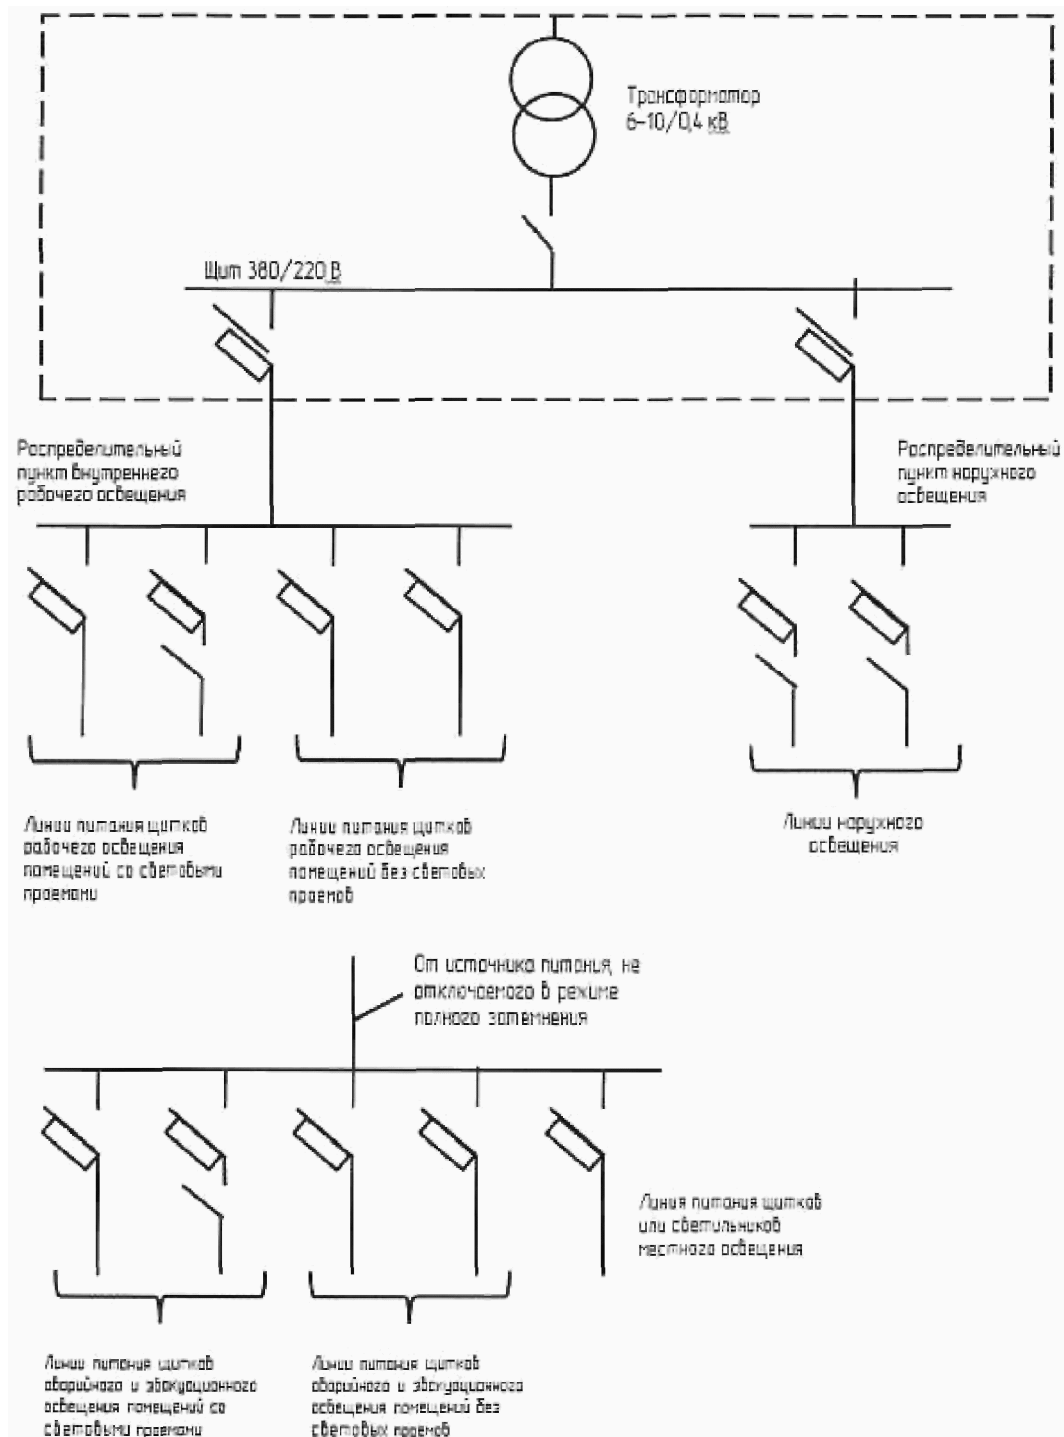 Трансформатор
6-10/0,4 кВ
Щит 380/220 В
Распределительный
пункт внутреннего
рабочего освещения
Распределительный
пункт наружного
освещения
Линии питания щитков
рабочего освещения
помещений со световыми
проемами
Линии питания щитков
рабочего освещения
помещений без световых
проемов
Линии наружного
освещения
От источника питания, не
отключаемого в режиме
полного затемнения
Линия питания щитков
или светильников
местного освещения
Линии питания щитков
аварийного и эвакуационного
освещения помещений со
световыми проемами
Линии питания щитков
аварийного и эвакуационного
освещения помещений без
световых проемов